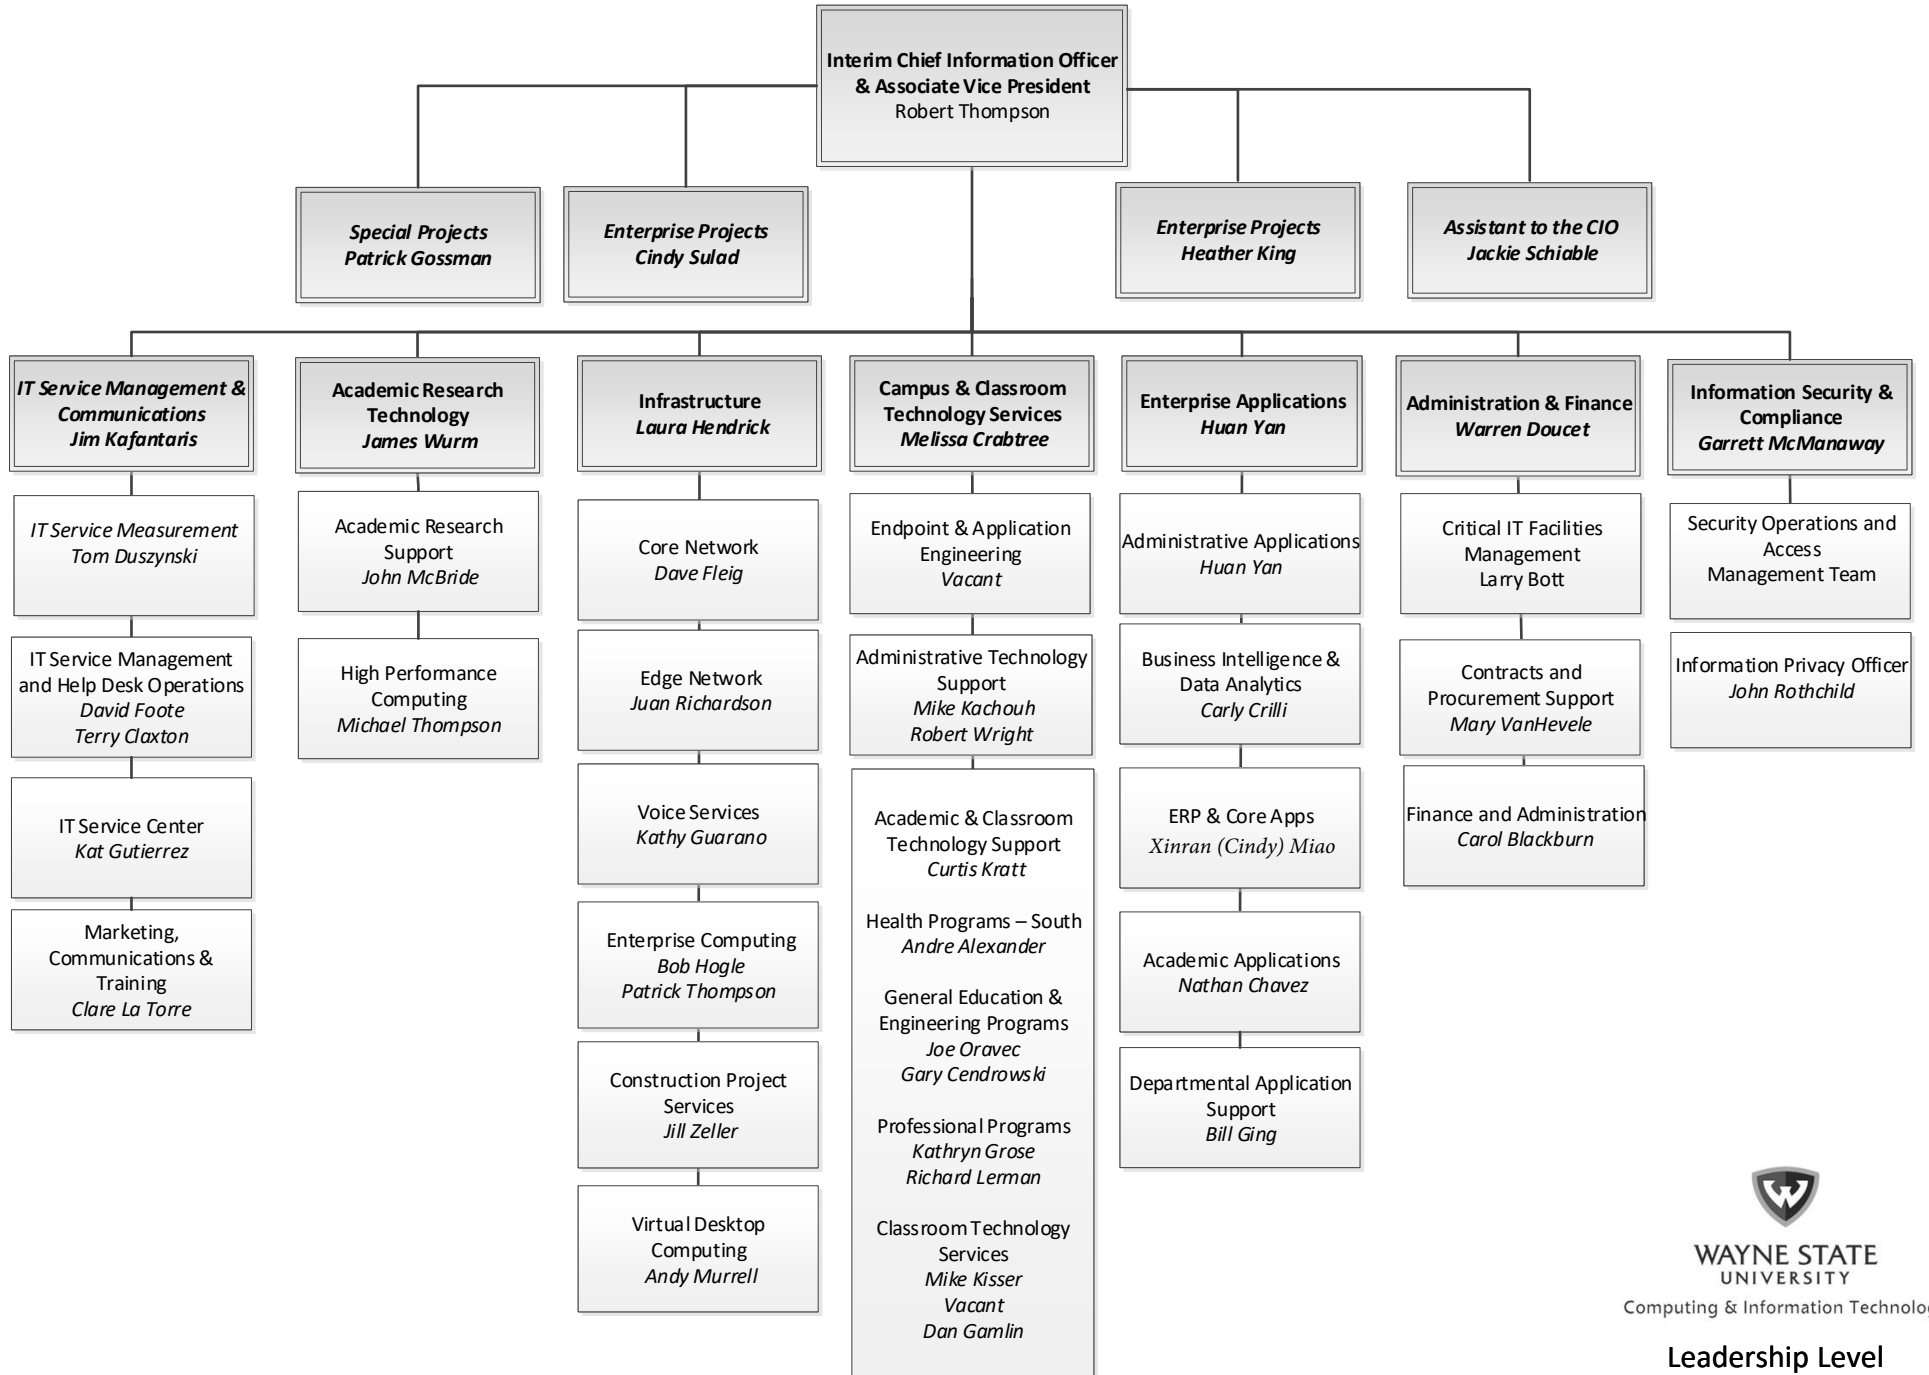 Interim Chief Information Officer
& Associate Vice President
Robert Thompson
Special Projects
Patrick Gossman
Enterprise Projects
Cindy Sulad
Enterprise Projects
Heather King
Assistant to the CIO
Jackie Schiable
IT Service Management &
Communications
Jim Kafantaris
Academic Research
Technology
James Wurm
Infrastructure
Laura Hendrick
Campus & Classroom
Technology Services
Melissa Crabtree
Enterprise Applications
Huan Yan
Administration & Finance
Warren Doucet
Information Security &
Compliance
Garrett McManaway
IT Service Measurement
Tom Duszynski
IT Service Management
and Help Desk Operations
David Foote
Terry Claxton
IT Service Center
Kat Gutierrez
Marketing,
Communications &
Training
Clare La Torre
Academic Research
Support
John McBride
High Performance
Computing
Michael Thompson
Core Network
Dave Fleig
Edge Network
Juan Richardson
Voice Services
Kathy Guarano
Enterprise Computing
Bob Hogle
Patrick Thompson
Construction Project
Services
Jill Zeller
Virtual Desktop
Computing
Andy Murrell
Endpoint & Application
Engineering
Vacant
Administrative Technology
Support
Mike Kachouh
Robert Wright
Academic & Classroom
Technology Support
Curtis Kratt
Health Programs – South
Andre Alexander
General Education &
Engineering Programs
Joe Oravec
Gary Cendrowski
Professional Programs
Kathryn Grose
Richard Lerman
Classroom Technology
Services
Mike Kisser
Vacant
Dan Gamlin
Administrative Applications
Huan Yan
Business Intelligence &
Data Analytics
Carly Crilli
ERP & Core Apps
Xinran (Cindy) Miao
Academic Applications
Nathan Chavez
Departmental Application
Support
Bill Ging
Critical IT Facilities
Management
Larry Bott
Contracts and
Procurement Support
Mary VanHevele
Finance and Administration
Carol Blackburn
Security Operations and
Access
Management Team
Information Privacy Officer
John Rothchild
W
WAYNE STATE
UNIVERSITY
Computing & Information Technolog
Leadership Level